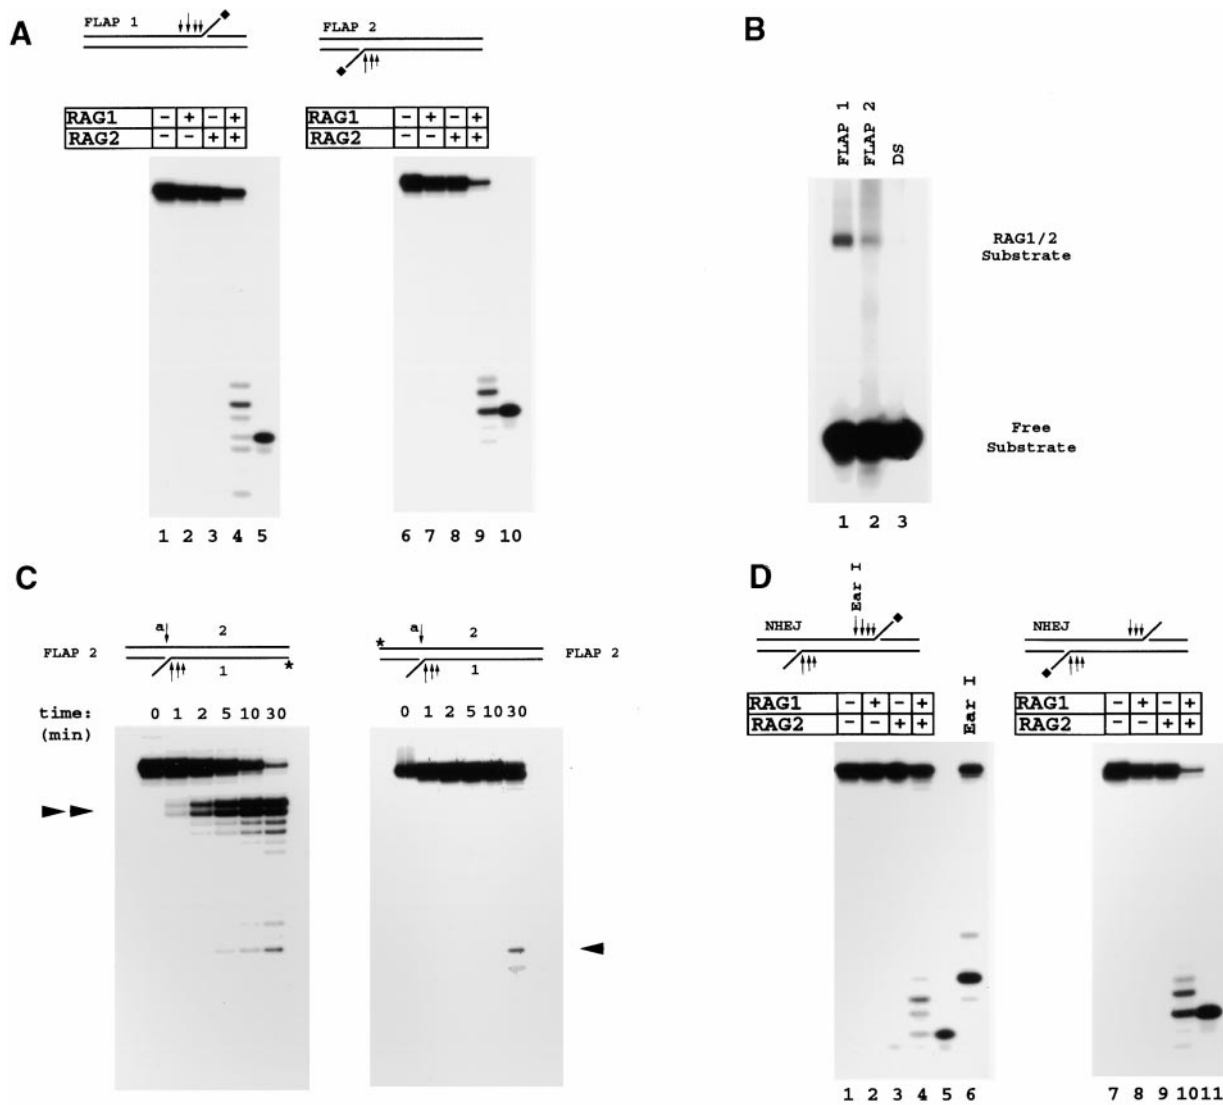 A
FLAP 1
FLAP 2
RAG1 - + - +
RAG2 - - + +
RAG1 - + - +
RAG2 - - + +
1 2 3 4 5
6 7 8 9 10
B
FLAP 1
FLAP 2
DS
RAG1/2
Substrate
Free
Substrate
1 2 3
C
a
2
FLAP 2
1
*
time: 0 1 2 5 10 30
(min)
*
a
2
FLAP 2
1
0 1 2 5 10 30
D
Ear I
NHEJ
NHEJ
RAG1 - + - +
RAG2 - - + +
Ear I
RAG1 - + - +
RAG2 - - + +
1 2 3 4 5 6
7 8 9 10 11